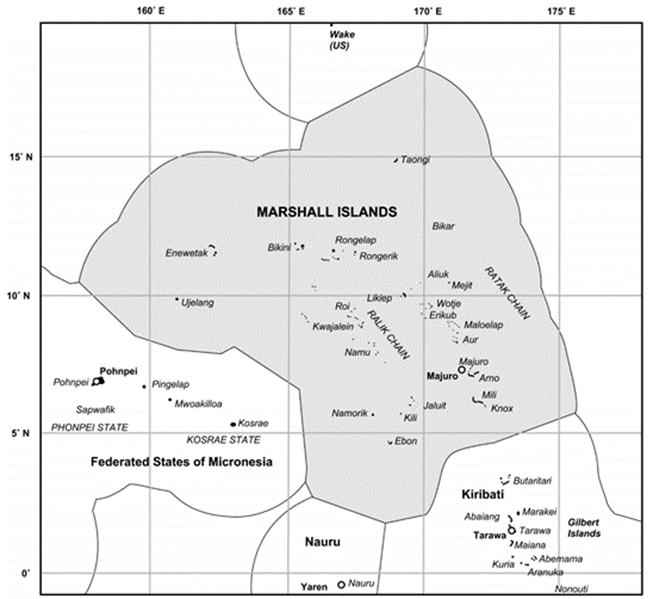 160° E
165° E
170° E
175° E
Wake
(US)
15° N
Taongi
MARSHALL ISLANDS
Bikar
Enewetak
Bikini
Rongelap
Rongerik
Ailuk
Mejit
RATAK CHAIN
10° N
Ujelang
Likiep
Roi
Wotje
Erikub
Kwajalein
RALIK CHAIN
Maloelap
Aur
Namu
Majuro
Majuro
Arno
Pohnpei
Pohnpei
Pingelap
Mwoakilloa
Sapwafik
Mili
Knox
Jaluit
Namorik
Kili
PHONPEI STATE
Kosrae
KOSRAE STATE
5° N
Ebon
Federated States of Micronesia
Butaritari
Kiribati
Marakei
Abaiang
Tarawa
Tarawa
Gilbert
Islands
Maiana
Nauru
Abemama
Kuria
Aranuka
0°
Yaren
Nauru
Nonouti